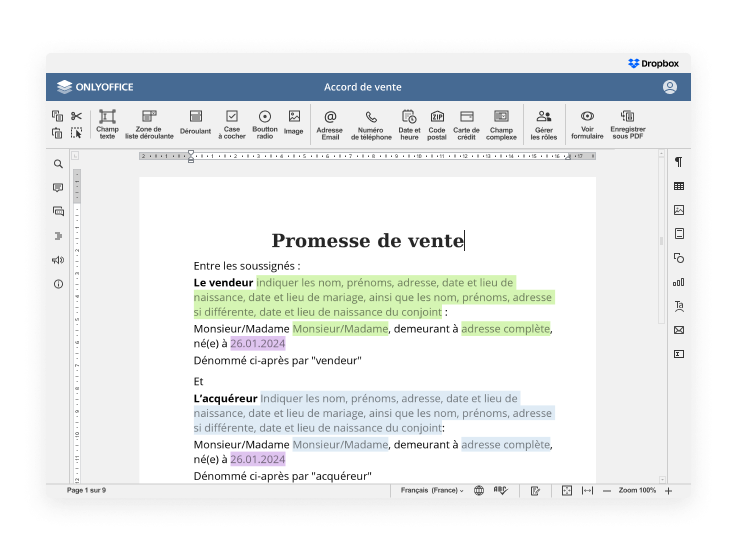 Dropbox
ONLYOFFICE
Accord de vente
Champ texte
Zone de liste déroulante
Déroulant
Case à cocher
Boutton radio
Image
Adresse Email
Numéro de téléphone
Date et heure
Code postal
Carte de crédit
Champ complexe
Gérer les rôles
Voir formulaire
Enregistrer sous PDF
Promesse de vente
Entre les soussignés :
Le vendeur indiquer les nom, prénoms, adresse, date et lieu de
naissance, date et lieu de mariage, ainsi que les nom, prénoms, adresse
si différente, date et lieu de naissance du conjoint :
Monsieur/Madame Monsieur/Madame, demeurant à adresse complète,
né(e) à 26.01.2024
Dénommé ci-après par "vendeur"
Et
L'acquéreur Indiquer les nom, prénoms, adresse, date et lieu de
naissance, date et lieu de mariage, ainsi que les nom, prénoms, adresse
si différente, date et lieu de naissance du conjoint:
Monsieur/Madame Monsieur/Madame, demeurant à adresse complète,
né(e) à 26.01.2024
Dénommé ci-après par "acquéreur"
Page 1 sur 9
Français (France)
Zoom 100%